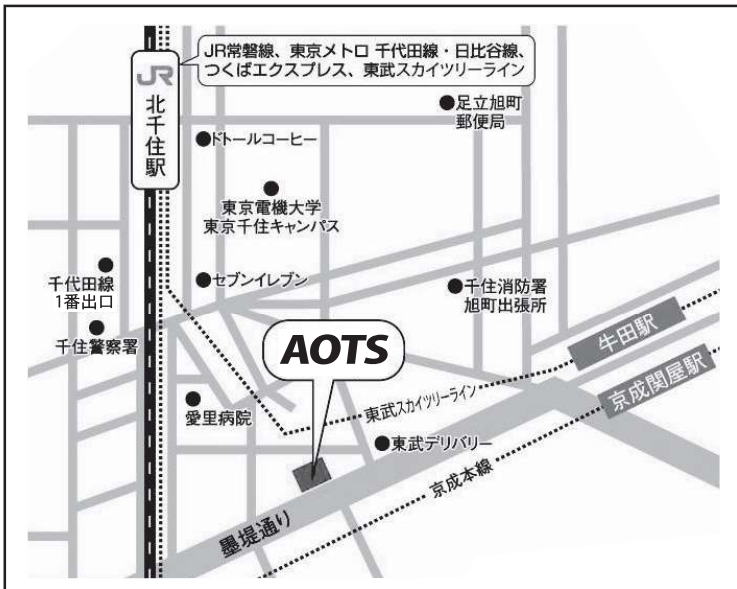 JR常磐線、東京メトロ 千代田線・日比谷線、
つくばエクスプレス、東武スカイツリーライン
JR
北千住駅
足立旭町
郵便局
ドトールコーヒー
東京電機大学
東京千住キャンパス
千代田線
1番出口
セブンイレブン
千住消防署
旭町出張所
千住警察署
牛田駅
AOTS
京成関屋駅
愛里病院
東武スカイツリーライン
東武デリバリー
京成本線
墨堤通り